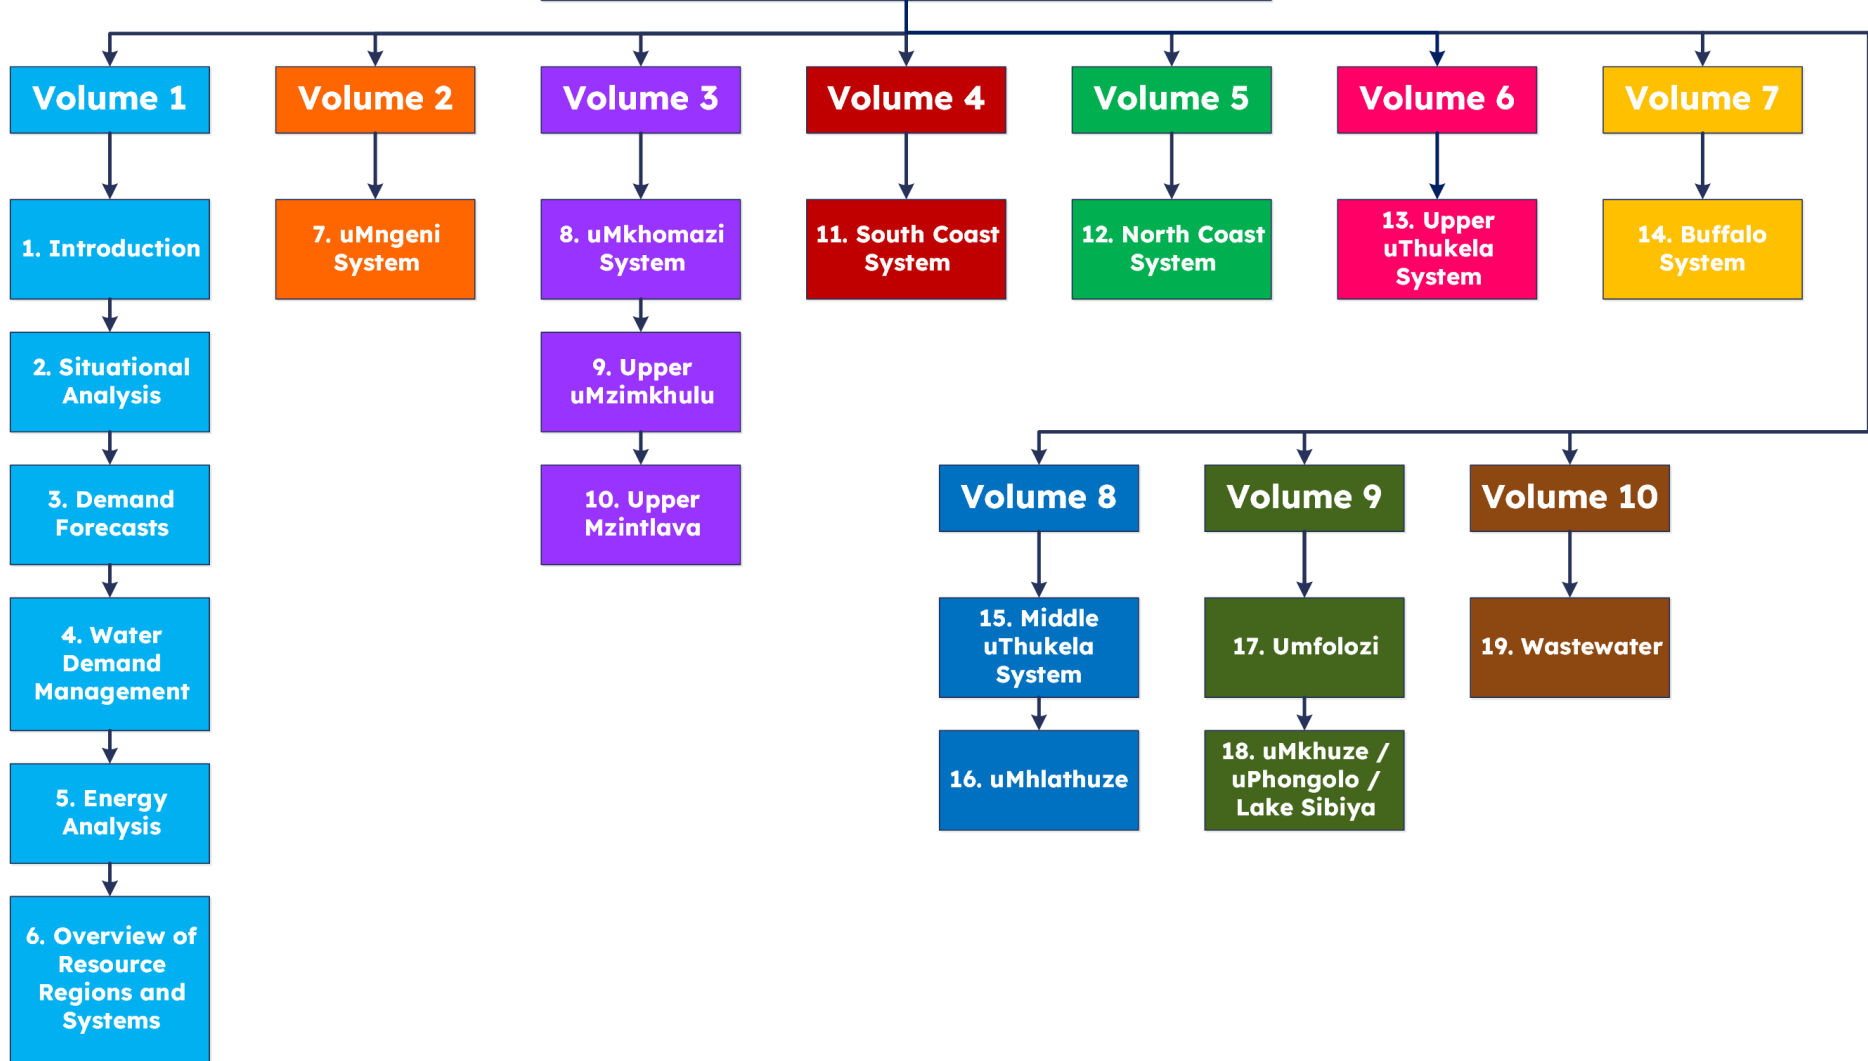 Volume 1
Volume 2
Volume 3
Volume 4
Volume 5
Volume 6
Volume 7
1. Introduction
7. uMngeni
System
8. uMkhomazi
System
11. South Coast
System
12. North Coast
System
13. Upper
uThukela
System
14. Buffalo
System
2. Situational
Analysis
9. Upper
uMzimkhulu
3. Demand
Forecasts
10. Upper
Mzintlava
Volume 8
Volume 9
Volume 10
4. Water
Demand
Management
15. Middle
uThukela
System
17. Umfolozi
19. Wastewater
5. Energy
Analysis
16. uMhlathuze
18. uMkhuze /
uPhongolo /
Lake Sibiya
6. Overview of
Resource
Regions and
Systems